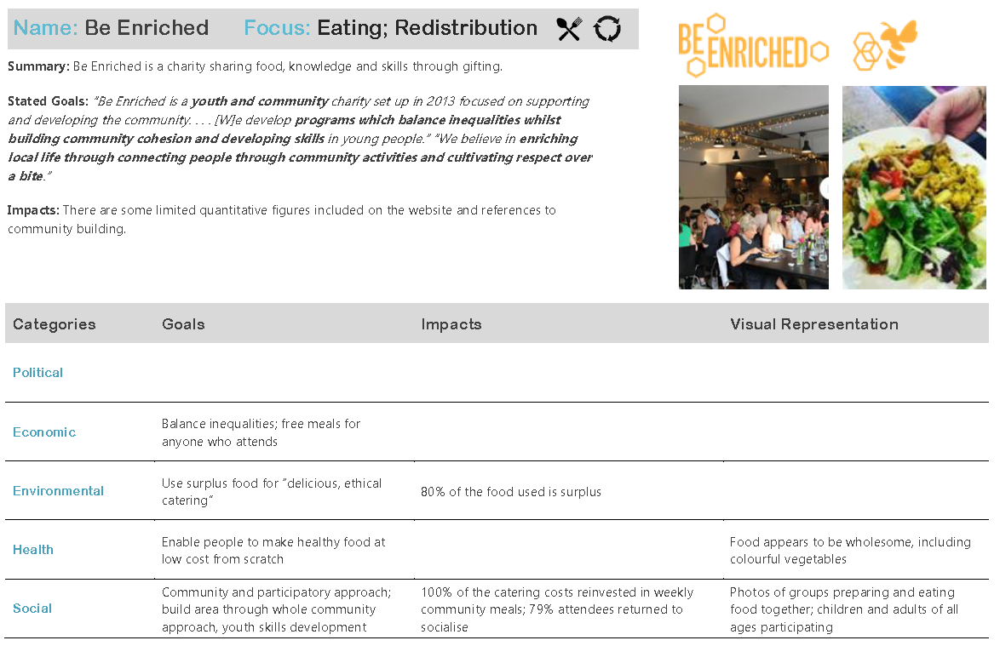 Name: Be Enriched Focus: Eating; Redistribution
BE
ENRICHED
Summary: Be Enriched is a charity sharing food, knowledge and skills through gifting.
Stated Goals: “Be Enriched is a youth and community charity set up in 2013 focused on supporting
and developing the community. . . . [W]e develop programs which balance inequalities whilst
building community cohesion and developing skills in young people.” “We believe in enriching
local life through connecting people through community activities and cultivating respect over
a bite.”
Impacts: There are some limited quantitative figures included on the website and references to
community building.
Categories Goals Impacts Visual Representation
Political
Economic
Balance inequalities; free meals for
anyone who attends
Environmental
Use surplus food for “delicious, ethical
catering”
80% of the food used is surplus
Health
Enable people to make healthy food at
low cost from scratch
Food appears to be wholesome, including
colourful vegetables
Social
Community and participatory approach;
build area through whole community
approach, youth skills development
100% of the catering costs reinvested in weekly
community meals; 79% attendees returned to
socialise
Photos of groups preparing and eating
food together; children and adults of all
ages participating